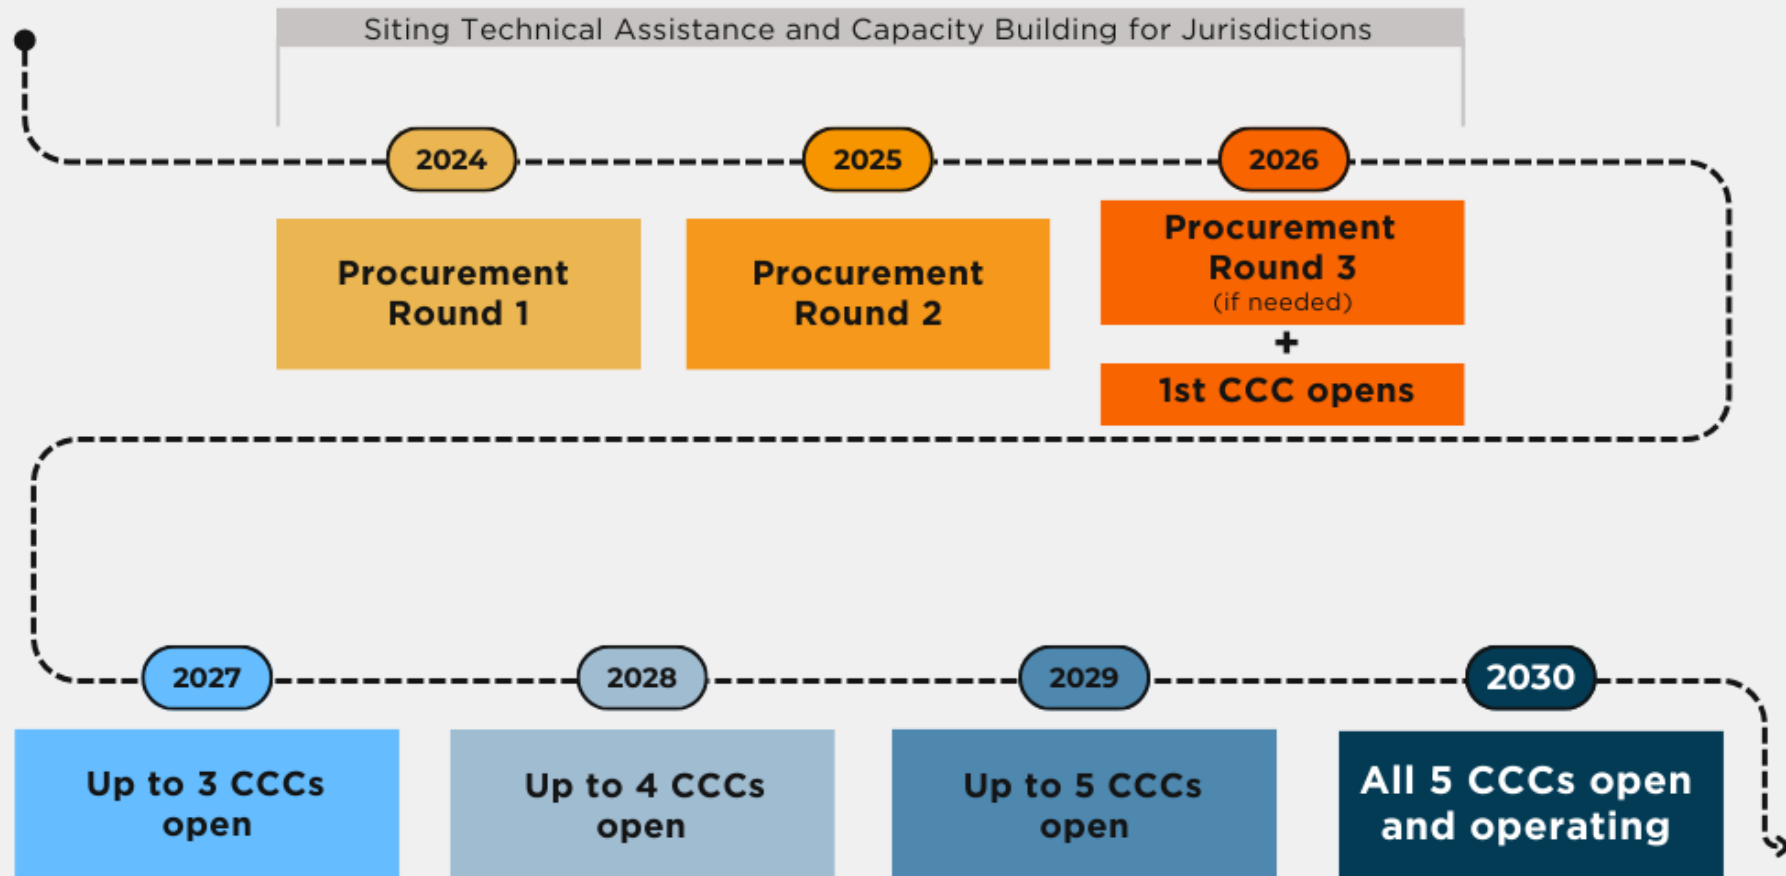 Siting Technical Assistance and Capacity Building for Jurisdictions
2024
2025
2026
Procurement
Round 1
Procurement
Round 2
Procurement
Round 3
(if needed)
+
1st CCC opens
2027
2028
2029
2030
Up to 3 CCCs
open
Up to 4 CCCs
open
Up to 5 CCCs
open
All 5 CCCs open
and operating